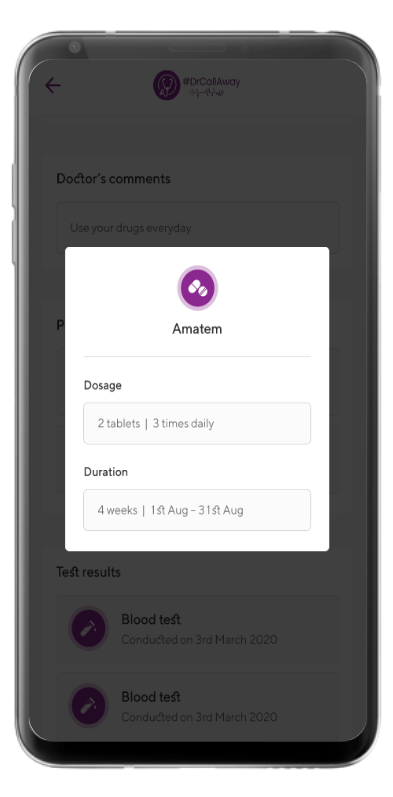 #DrCallAway
Doctor's comments
Use your drugs everyday
P
Amatem
Dosage
2 tablets | 3 times daily
Duration
4 weeks | 1st Aug – 31st Aug
Test results
Blood test
Conducted on 3rd March 2020
Blood test
Conducted on 3rd March 2020